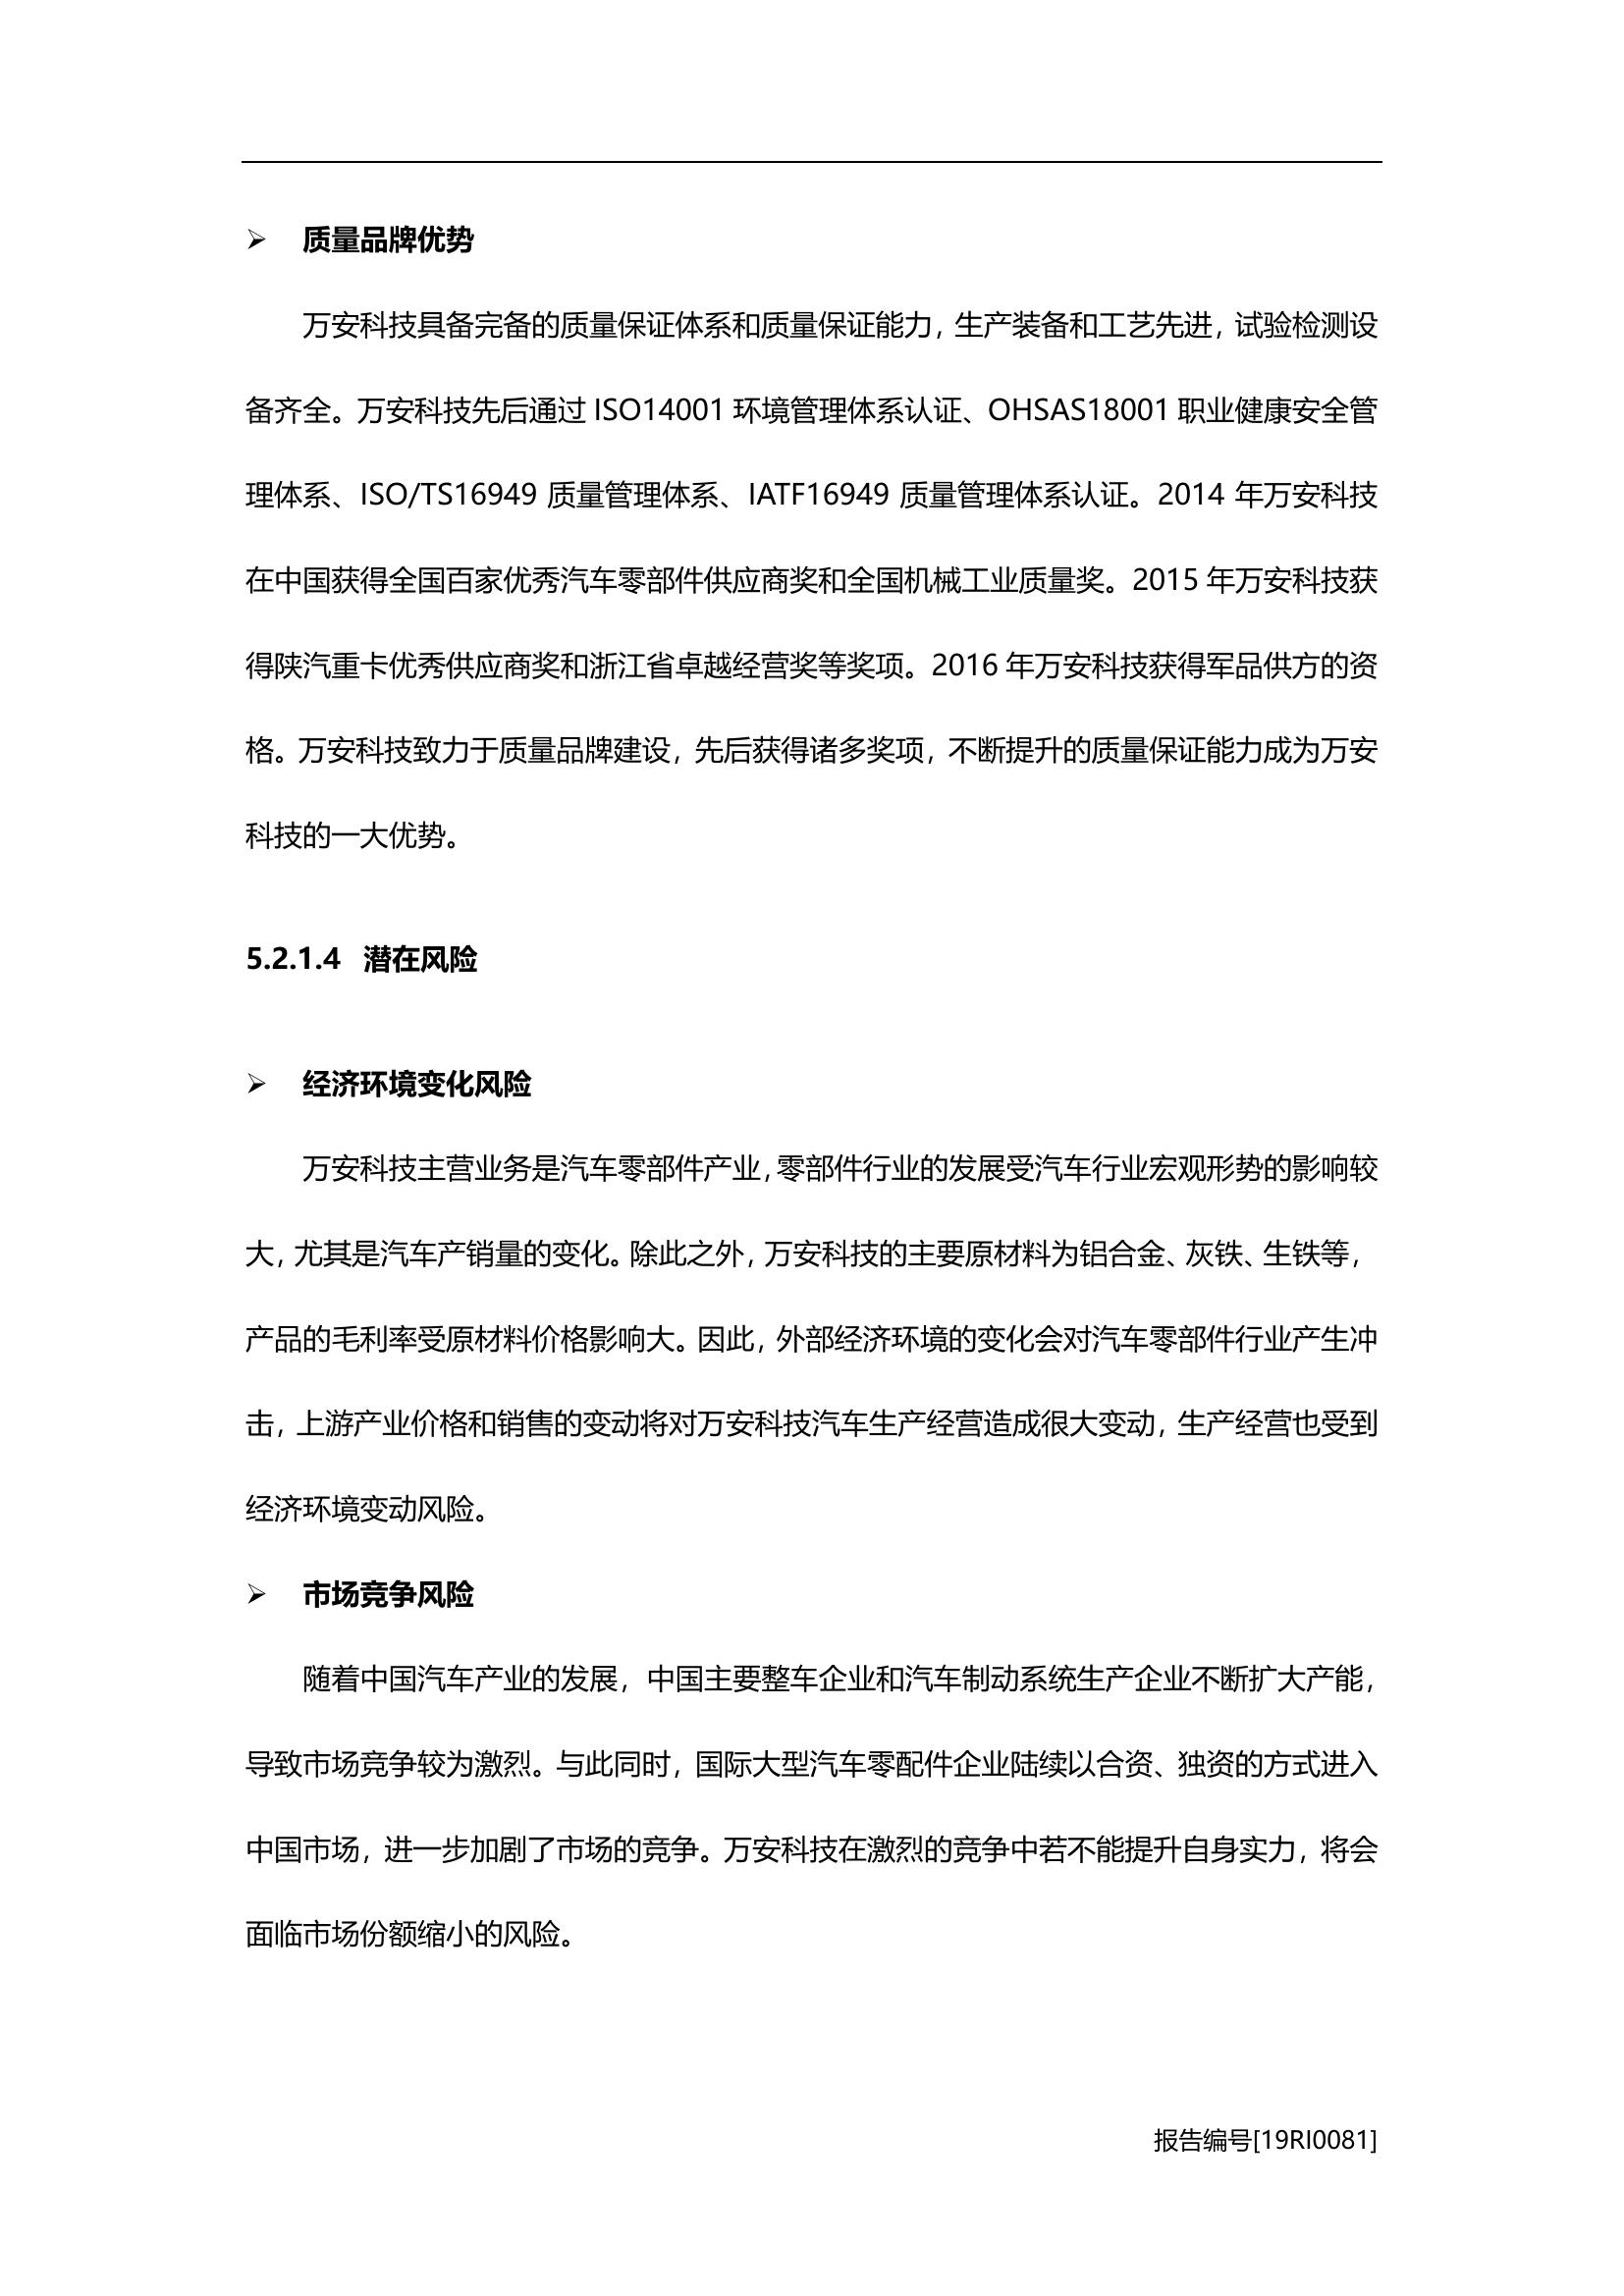 ➢ 质量品牌优势
万安科技具备完备的质量保证体系和质量保证能力，生产装备和工艺先进，试验检测设
备齐全。万安科技先后通过 ISO14001 环境管理体系认证、OHSAS18001 职业健康安全管
理体系、ISO/TS16949 质量管理体系、IATF16949 质量管理体系认证。2014 年万安科技
在中国获得全国百家优秀汽车零部件供应商奖和全国机械工业质量奖。2015 年万安科技获
得陕汽重卡优秀供应商奖和浙江省卓越经营奖等奖项。2016 年万安科技获得军品供方的资
格。万安科技致力于质量品牌建设，先后获得诸多奖项，不断提升的质量保证能力成为万安
科技的一大优势。
5.2.1.4 潜在风险
➢ 经济环境变化风险
万安科技主营业务是汽车零部件产业，零部件行业的发展受汽车行业宏观形势的影响较
大，尤其是汽车产销量的变化。除此之外，万安科技的主要原材料为铝合金、灰铁、生铁等，
产品的毛利率受原材料价格影响大。因此，外部经济环境的变化会对汽车零部件行业产生冲
击，上游产业价格和销售的变动将对万安科技汽车生产经营造成很大变动，生产经营也受到
经济环境变动风险。
➢ 市场竞争风险
随着中国汽车产业的发展，中国主要整车企业和汽车制动系统生产企业不断扩大产能，
导致市场竞争较为激烈。与此同时，国际大型汽车零配件企业陆续以合资、独资的方式进入
中国市场，进一步加剧了市场的竞争。万安科技在激烈的竞争中若不能提升自身实力，将会
面临市场份额缩小的风险。
报告编号[19RI0081]